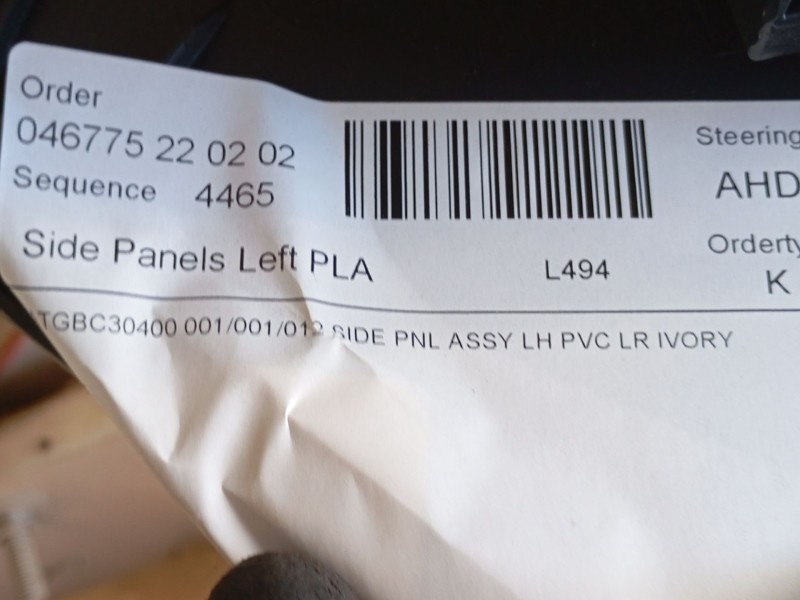 Order
046775 22 02 02
Sequence 4465
Steering
AHD
Side Panels Left PLA
L494
Orderty
K
TGBC30400 001/001/012 SIDE PNL ASSY LH PVC LR IVORY